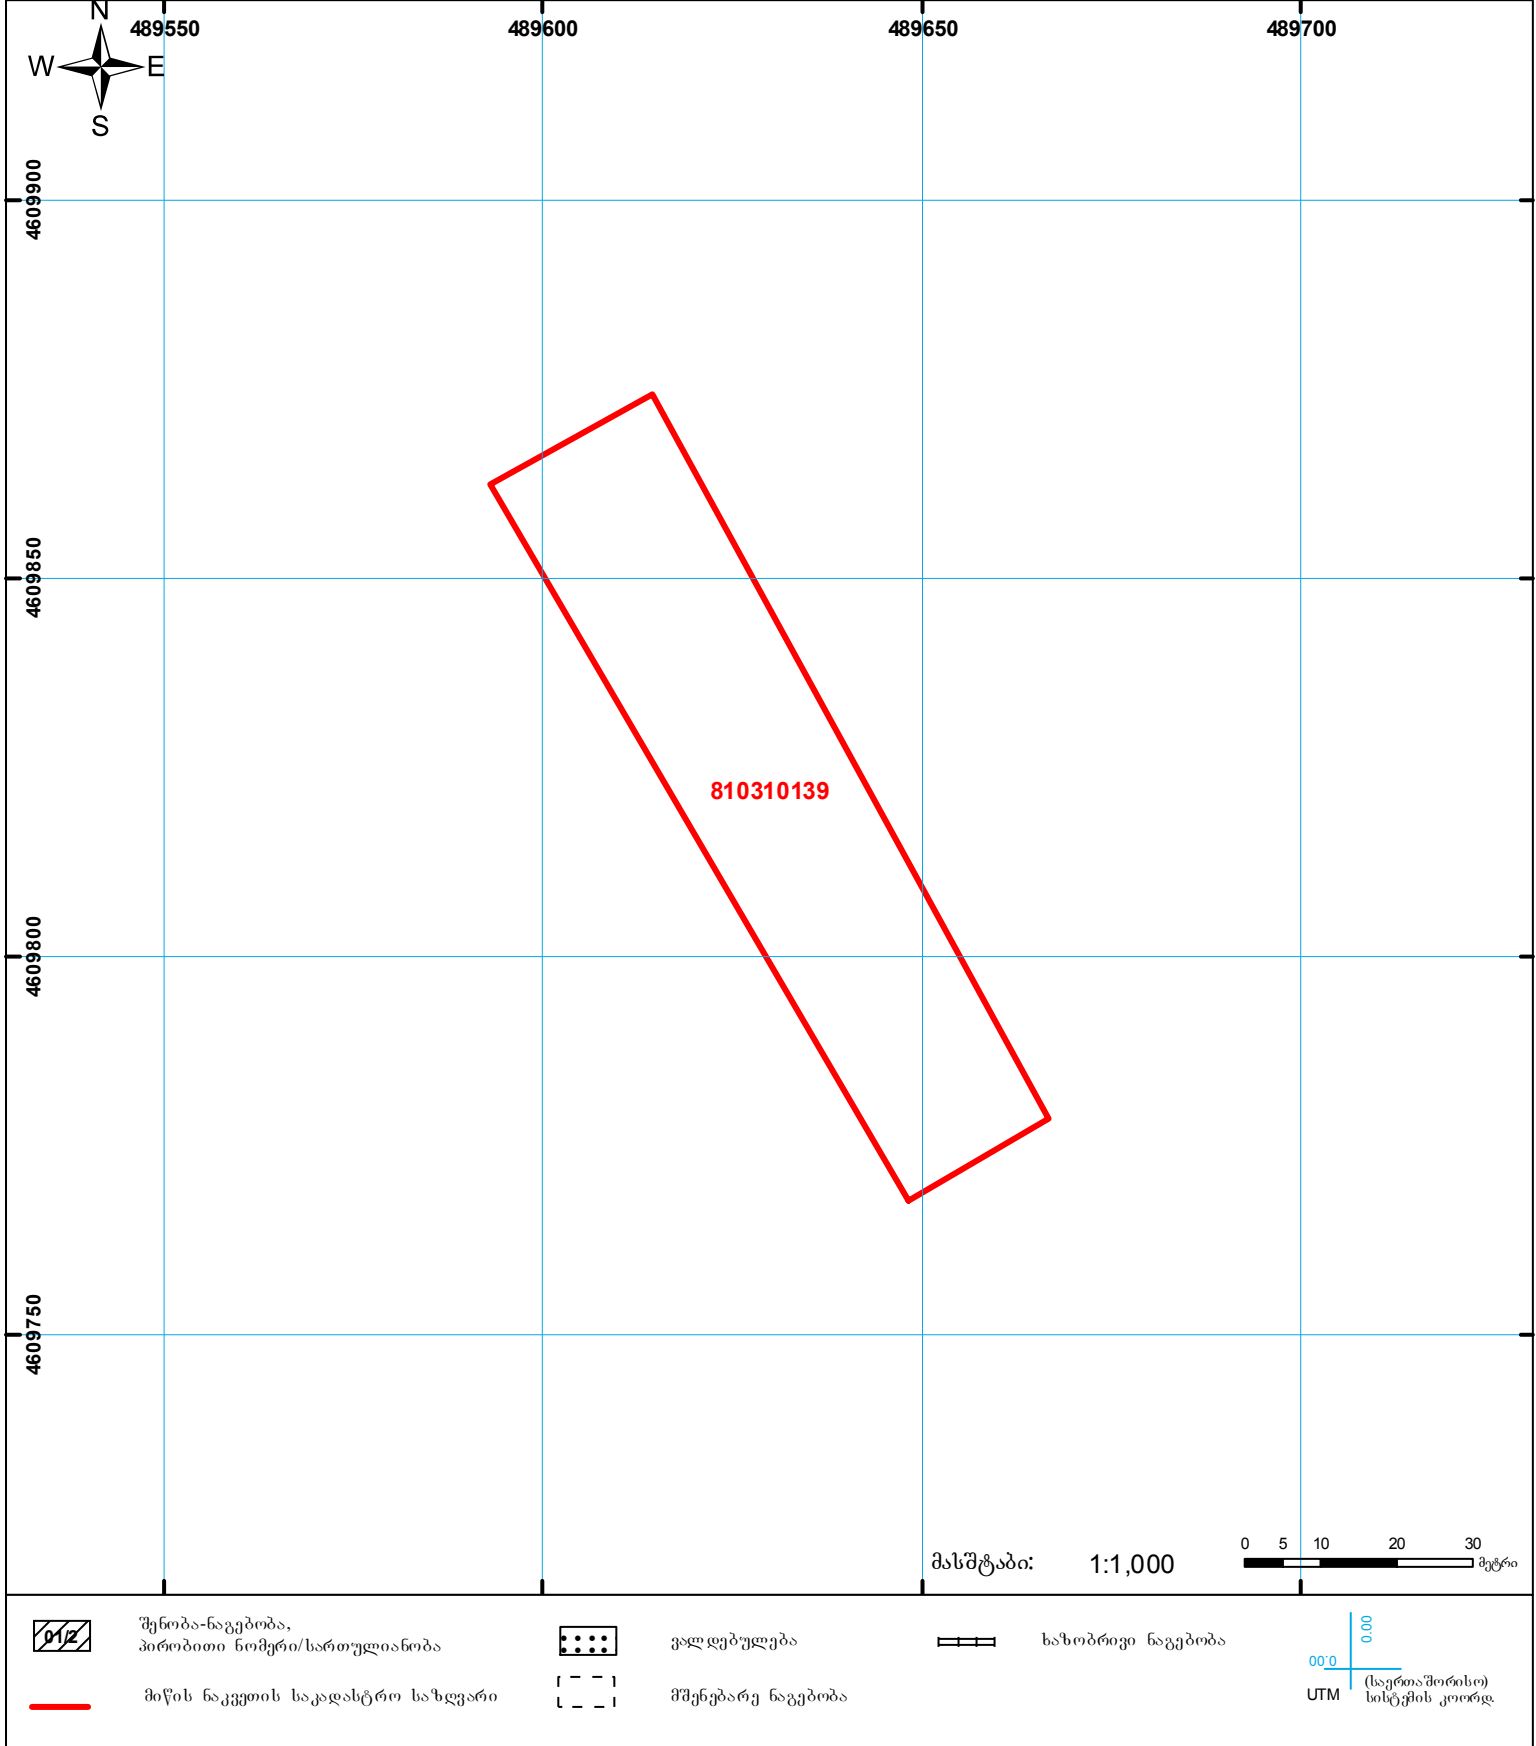 N
489550 489600 489650 489700
W E
S
4609900
4609850
810310139
4609800
4609750
მასშტაბი: 1:1,000
0 5 10 20 30
მეტრი
01/2
შენობა-ნაგებობა,
პირობითი ნომერი/სართულიანობა
ვალდებულება
ხაზობრივი ნაგებობა
0.00
0.00
მიწის ნაკვეთის საკადასტრო საზღვარი
მშენებარე ნაგებობა
UTM
(საერთაშორისო)
სისტემის კოორდ.